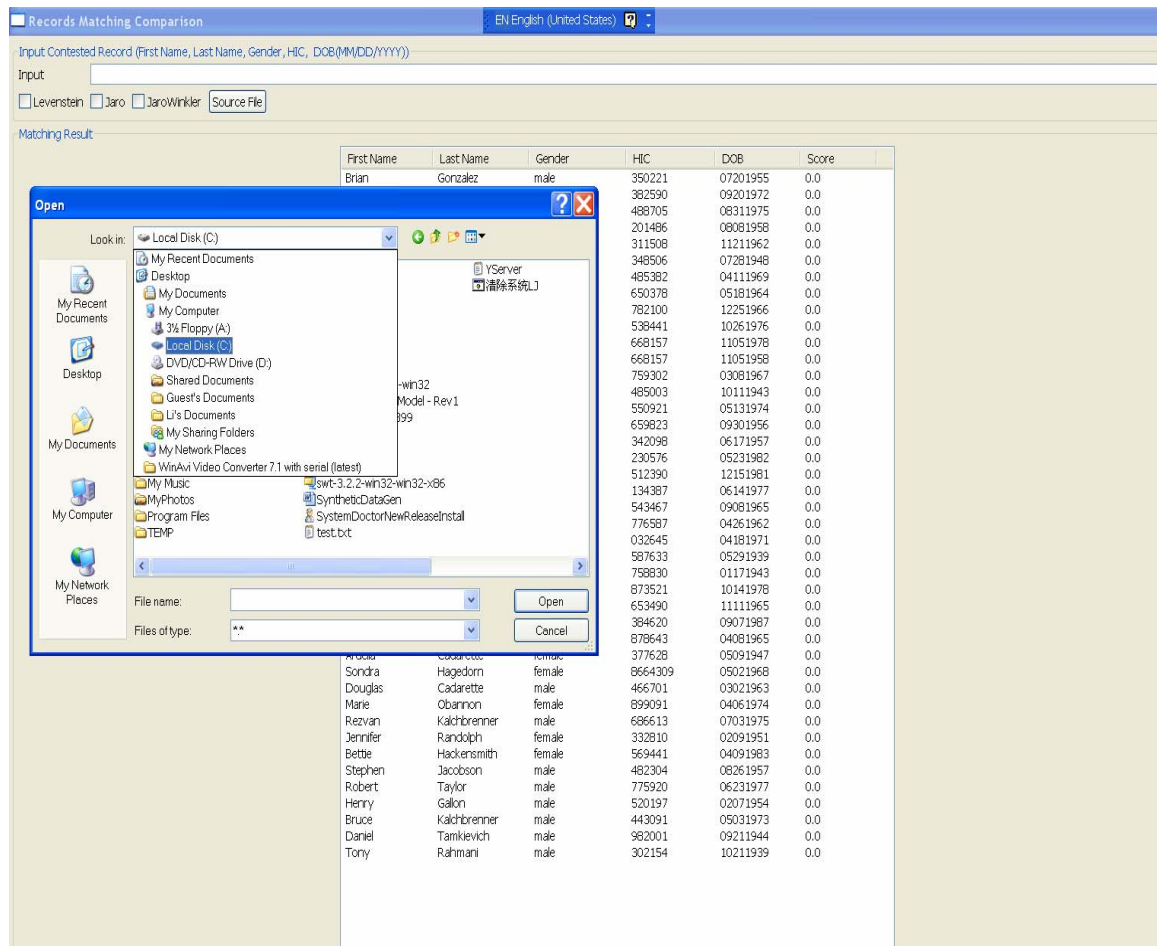 Records Matching Comparison
EN English (United States)
Input Contested Record (First Name, Last Name, Gender, HIC, DOB(MM/DD/YYYY))
Input
Levenstein Jaro JaroWinkler Source File
Matching Result
First Name Last Name Gender HIC DOB Score
Brian Gonzalez male 350221 07201955 0.0
382590 09201972 0.0
488705 08311975 0.0
201486 08081958 0.0
311508 11211962 0.0
348506 07281948 0.0
485382 04111969 0.0
650378 05181964 0.0
782100 12251966 0.0
538441 10261976 0.0
668157 11051978 0.0
668157 11051958 0.0
759302 03081967 0.0
485003 10111943 0.0
550921 05131974 0.0
659823 09301956 0.0
342098 06171957 0.0
230576 05231982 0.0
512390 12151981 0.0
134387 06141977 0.0
543467 09081965 0.0
776587 04261962 0.0
032645 04181971 0.0
587633 05291939 0.0
758830 01171943 0.0
873521 10141978 0.0
653490 11111965 0.0
384620 09071987 0.0
878643 04081965 0.0
377628 05091947 0.0
Sondra Hagedorn female 8664309 05021968 0.0
Douglas Cadarette male 466701 03021963 0.0
Marie Obannon female 899091 04061974 0.0
Rezvan Kalchbrenner male 686613 07031975 0.0
Jennifer Randolph female 332810 02091951 0.0
Bettie Hackensmith female 569441 04091983 0.0
Stephen Jacobson male 482304 08261957 0.0
Robert Taylor male 775920 06231977 0.0
Henry Gallon male 520197 02071954 0.0
Bruce Kalchbrenner male 443091 05031973 0.0
Daniel Tamkievich male 982001 09211944 0.0
Tony Rahmani male 302154 10211939 0.0
Open
Look in: Local Disk (C:)
My Recent Documents
Desktop
My Documents
My Computer
3½ Floppy (A:)
Local Disk (C:)
DVD/CD-RW Drive (D:)
Shared Documents
Guest's Documents
Li's Documents
My Sharing Folders
My Network Places
WinAvi Video Converter 7.1 with serial (latest)
YServer
清除系统LJ
-win32
Model - Rev1
399
My Music
MyPhotos
Program Files
TEMP
swt-3.2.2-win32-win32-x86
SyntheticDataGen
SystemDoctorNewReleaseInstall
test.txt
My Recent
Documents
Desktop
My Documents
My Computer
My Network
Places
File name:
Open
Files of type: *.*
Cancel